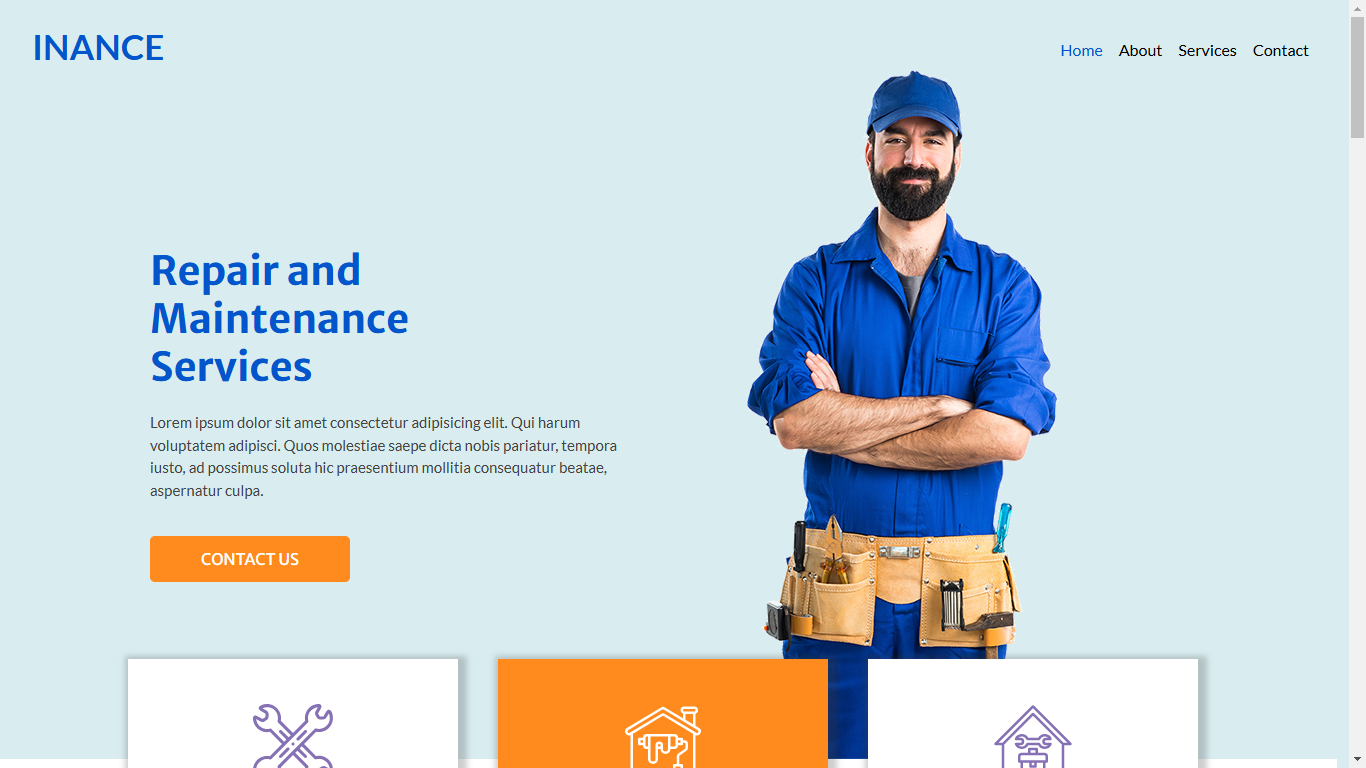 INANCE
Home About Services Contact
Repair and
Maintenance
Services
Lorem ipsum dolor sit amet consectetur adipisicing elit. Qui harum
voluptatem adipisci. Quos molestiae saepe dicta nobis pariatur, tempora
iusto, ad possimus soluta hic praesentium mollitia consequatur beatae,
aspernatur culpa.
CONTACT US